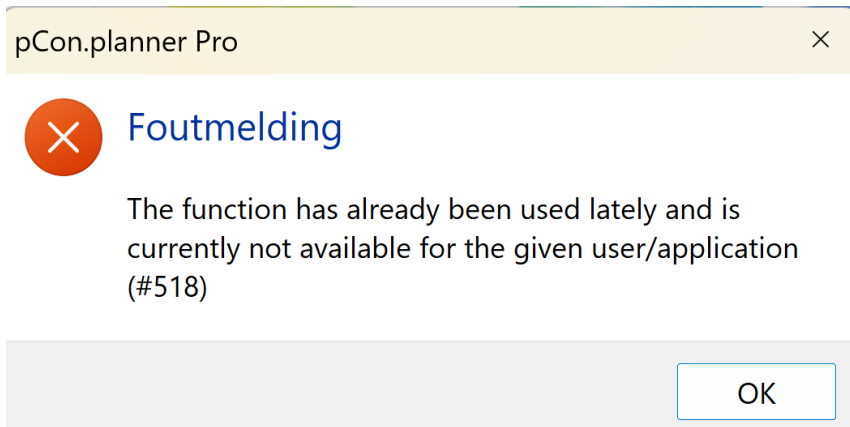 pCon.planner Pro
Foutmelding
The function has already been used lately and is
currently not available for the given user/application
(#518)
OK